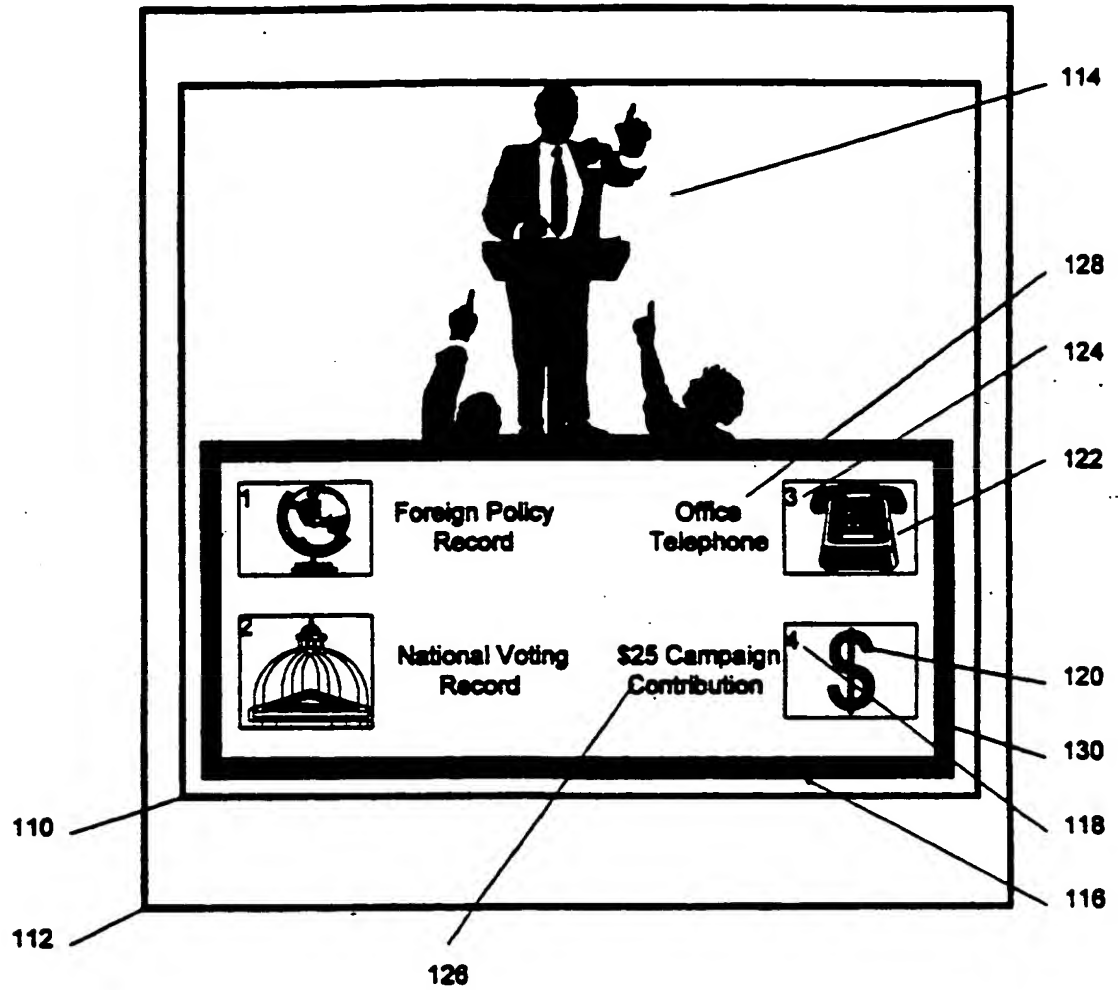 114
128
124
122
1
Foreign Policy
Record
Office
Telephone
3
2
National Voting
Record
$25 Campaign
Contribution
4
120
130
118
116
110
112
126